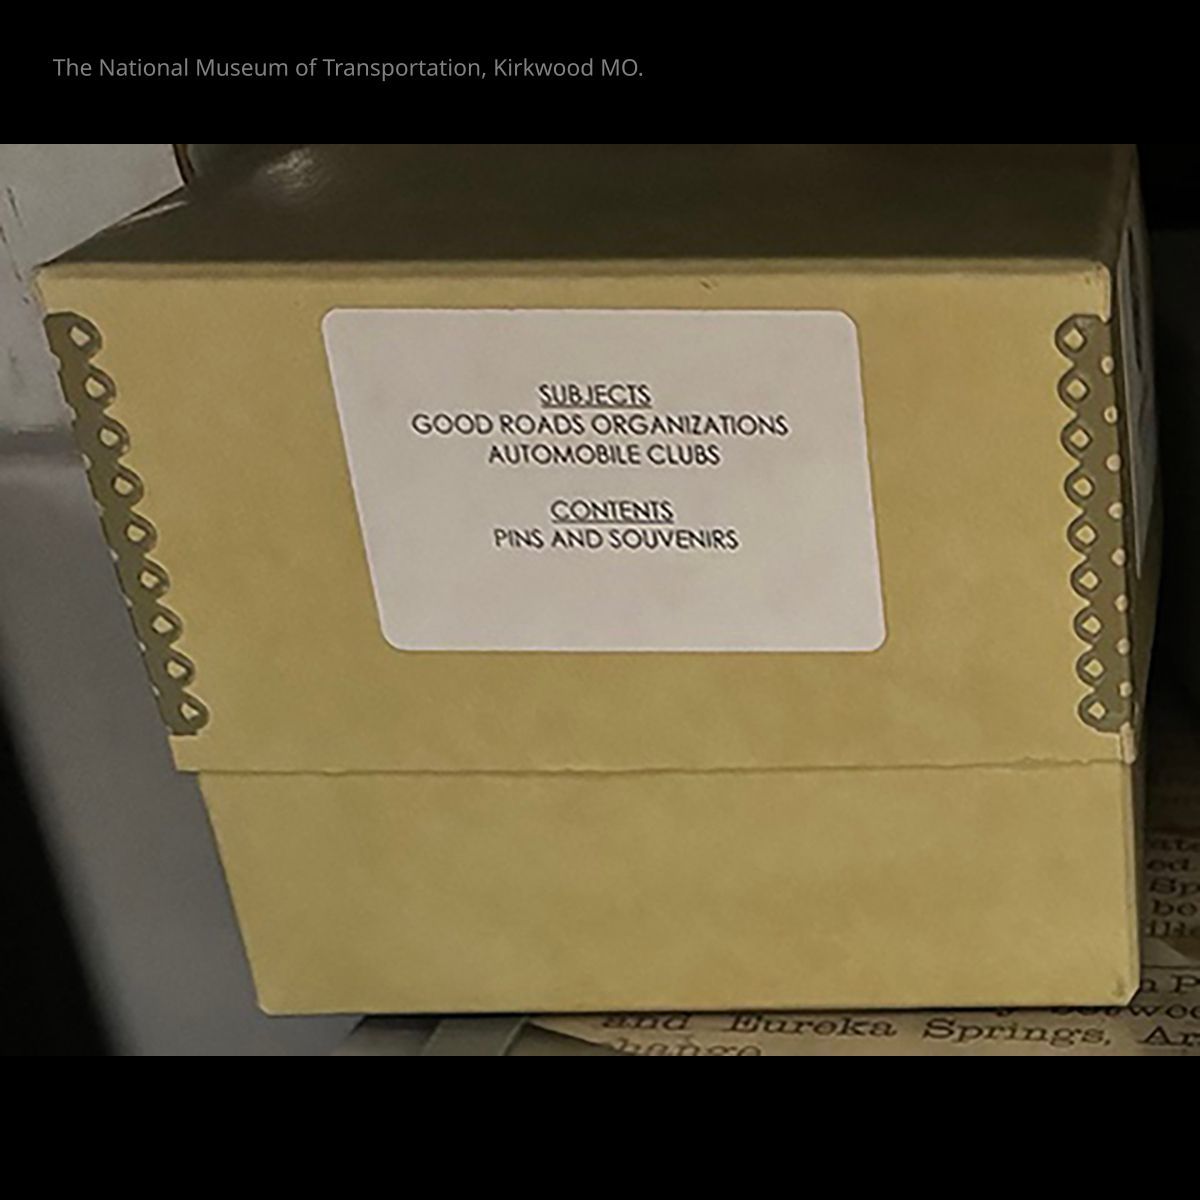 The National Museum of Transportation, Kirkwood MO.
SUBJECTS
GOOD ROADS ORGANIZATIONS
AUTOMOBILE CLUBS
CONTENTS
PINS AND SOUVENIRS
and Eureka Springs,